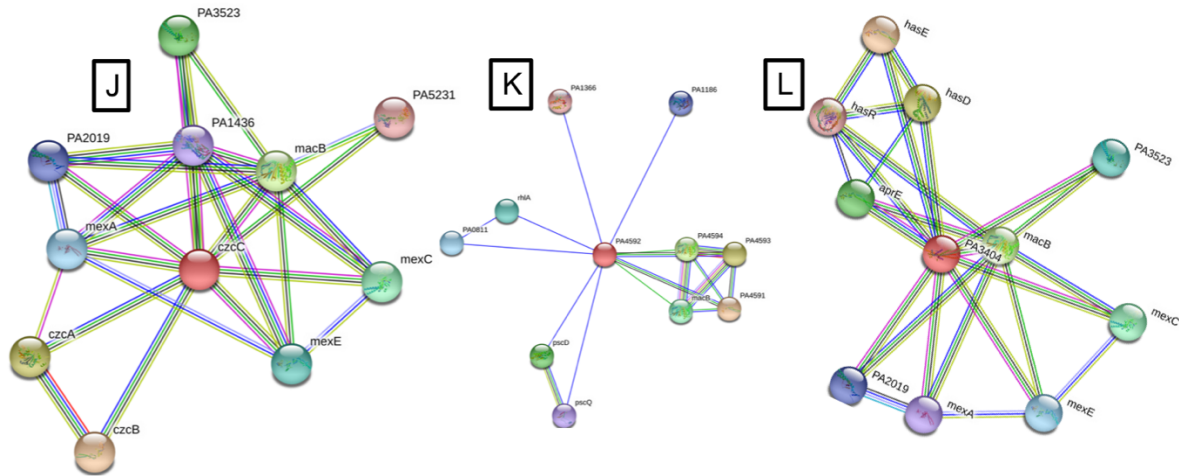 J
PA3523
PA5231
PA1436
PA2019
macB
mexA
czcC
mexC
czcA
mexE
czcB
K
PA1366
PA1186
rhlA
PA0811
PA4592
PA4594
PA4593
macB
PA4591
pscD
pscQ
L
hasE
hasD
hasR
PA3523
aprE
macB
PA3404
mexC
PA2019
mexA
mexE